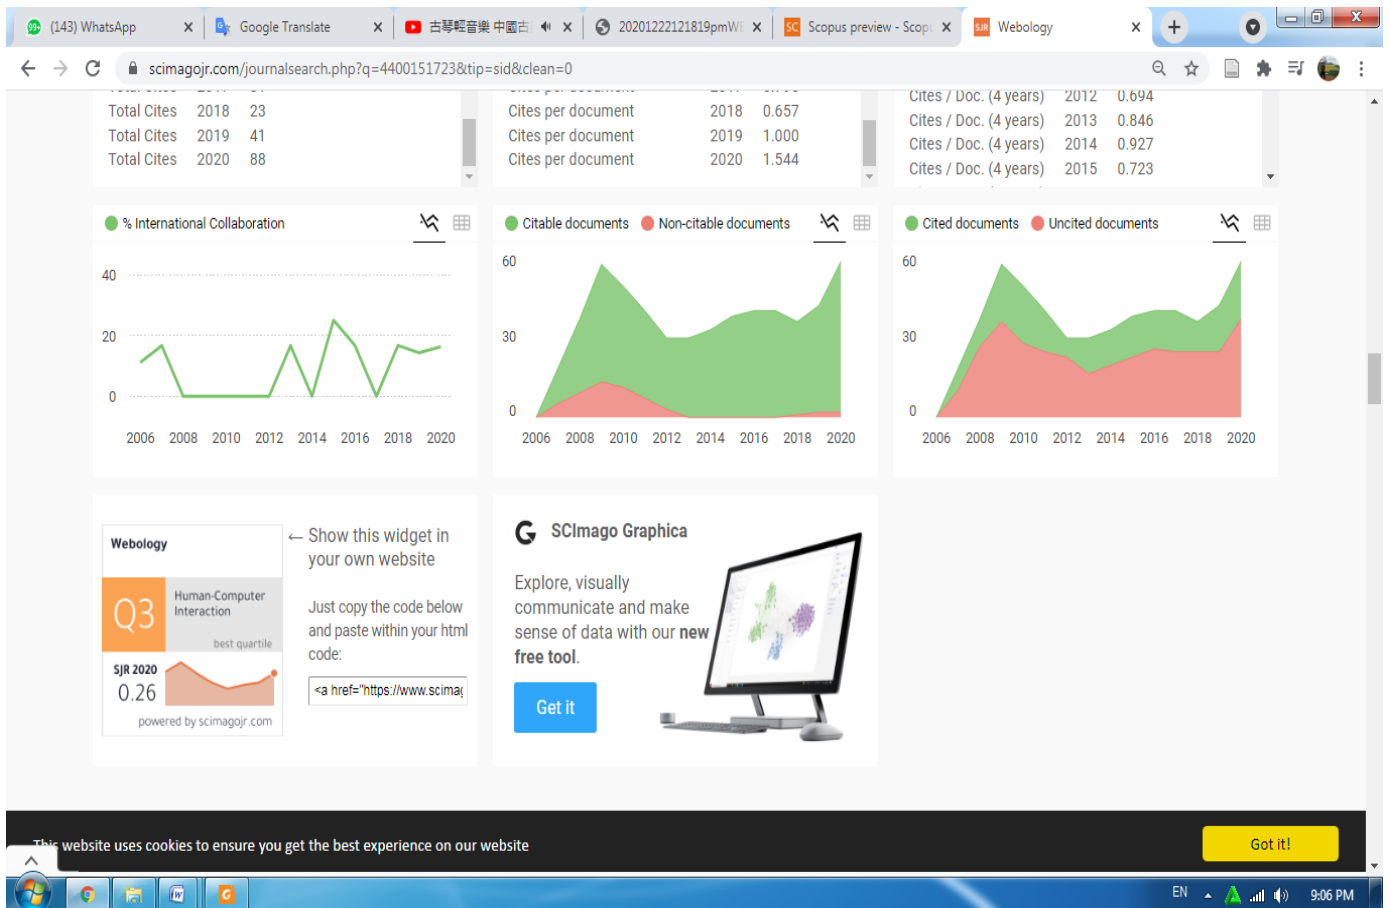 (143) WhatsApp
Google Translate
古琴輕音樂 中國古
20201222121819pmWE
Scopus preview - Scopu
Webology
scimagojr.com/journalsearch.php?q=4400151723&tip=sid&clean=0
Total Cites 2018 23
Total Cites 2019 41
Total Cites 2020 88
Cites per document 2018 0.657
Cites per document 2019 1.000
Cites per document 2020 1.544
Cites / Doc. (4 years) 2012 0.694
Cites / Doc. (4 years) 2013 0.846
Cites / Doc. (4 years) 2014 0.927
Cites / Doc. (4 years) 2015 0.723
% International Collaboration
40
20
0
2006 2008 2010 2012 2014 2016 2018 2020
Citable documents Non-citable documents
60
30
0
2006 2008 2010 2012 2014 2016 2018 2020
Cited documents Uncited documents
60
30
0
2006 2008 2010 2012 2014 2016 2018 2020
Webology
Q3
Human-Computer
Interaction
best quartile
SJR 2020
0.26
powered by scimagojr.com
← Show this widget in
your own website
Just copy the code below
and paste within your html
code:
<a href="https://www.scimag
SCImago Graphica
Explore, visually
communicate and make
sense of data with our new
free tool.
Get it
This website uses cookies to ensure you get the best experience on our website
Got it!
EN
9:06 PM